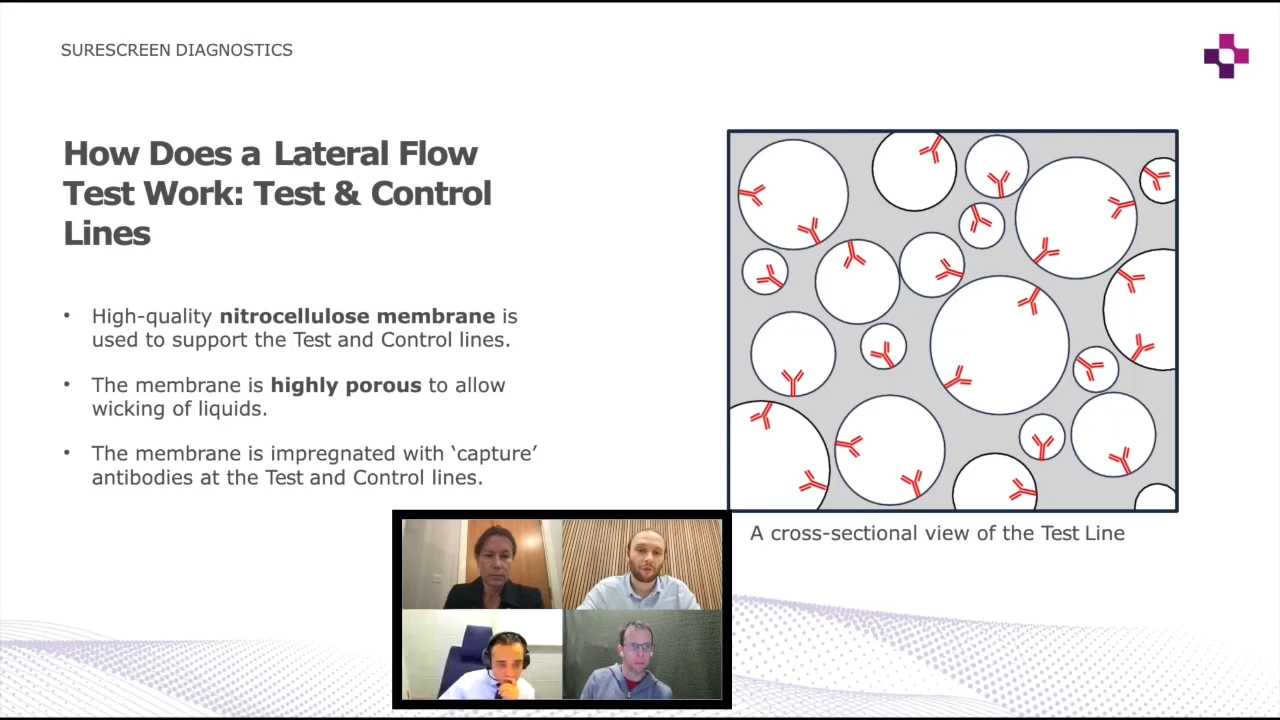 SURESCREEN DIAGNOSTICS
How Does a Lateral Flow
Test Work: Test & Control
Lines
• High-quality nitrocellulose membrane is
used to support the Test and Control lines.
• The membrane is highly porous to allow
wicking of liquids.
• The membrane is impregnated with ‘capture’
antibodies at the Test and Control lines.
A cross-sectional view of the Test Line